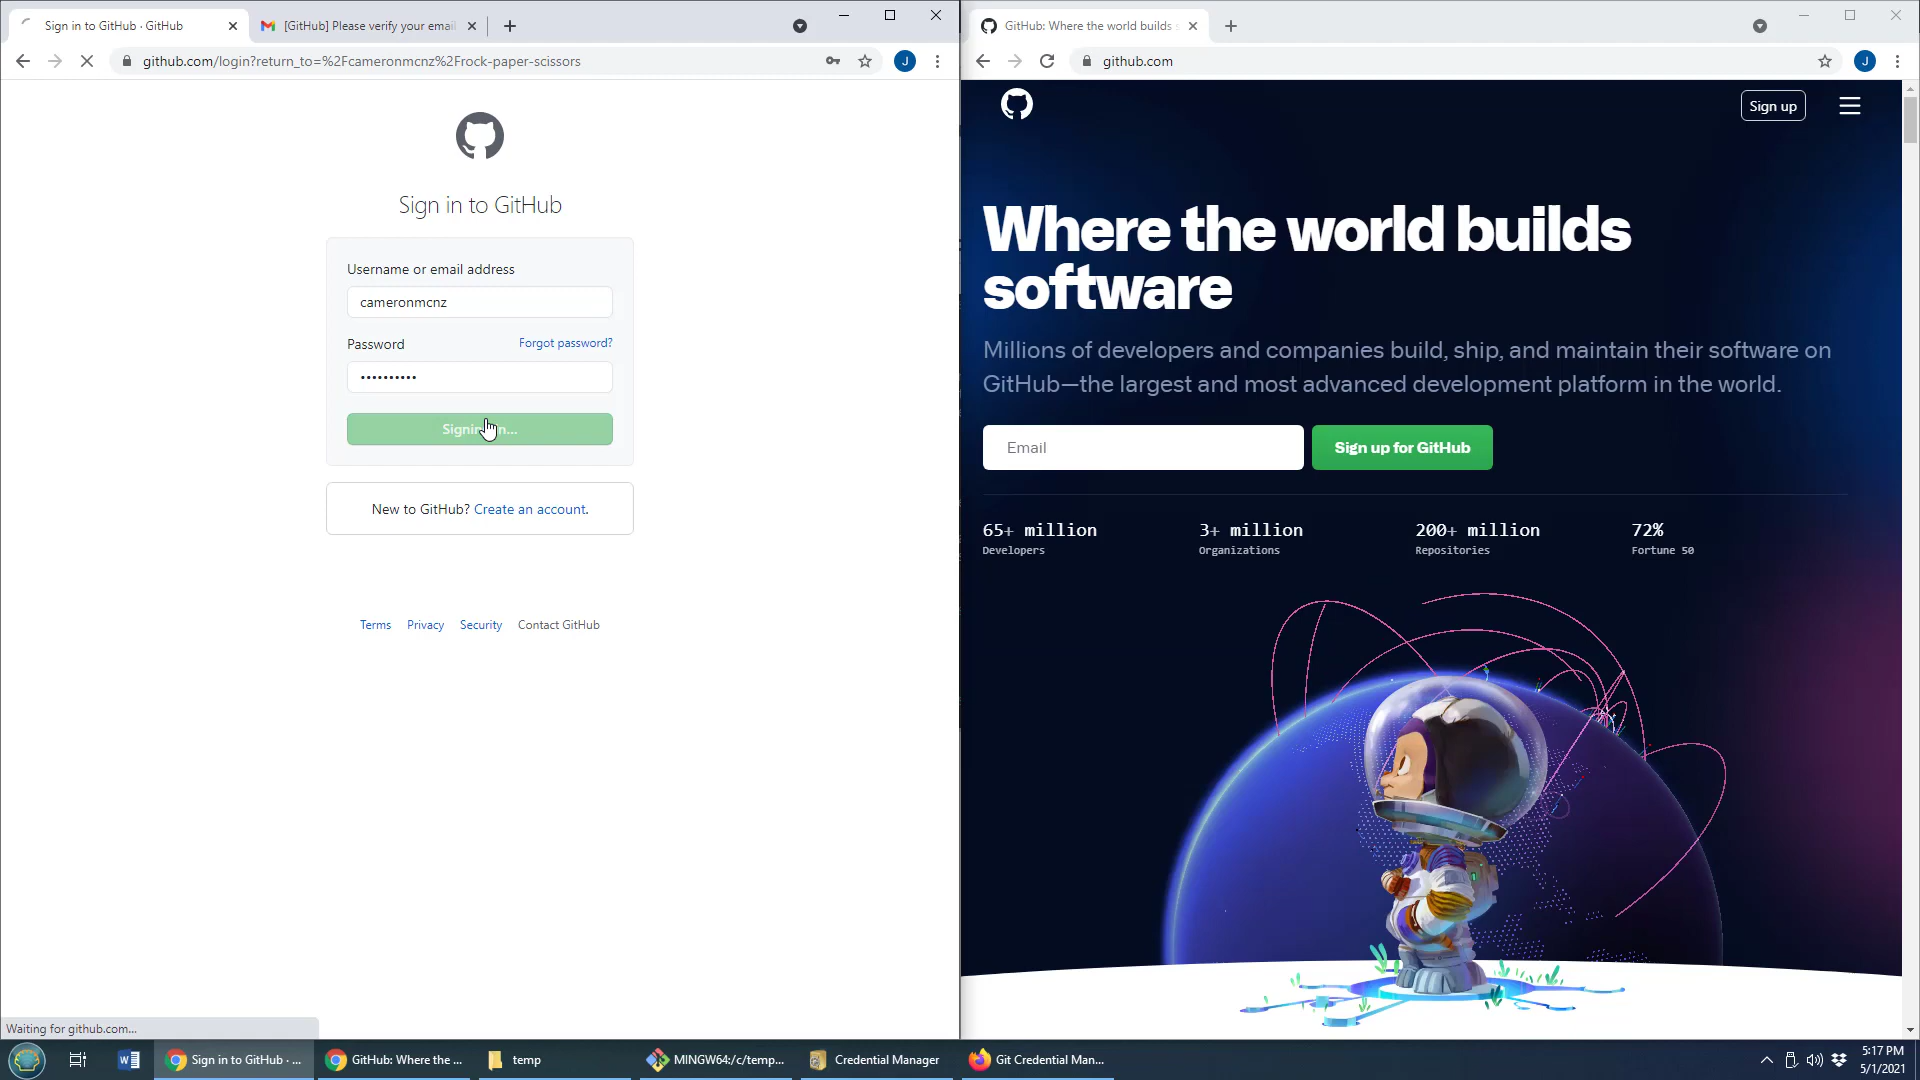 Sign in to GitHub · GitHub
[GitHub] Please verify your email
github.com/login?return_to=%2Fcameronmcnz%2Frock-paper-scissors
J
Sign in to GitHub
Username or email address
cameronmcnz
Password
Forgot password?
••••••••••
New to GitHub? Create an account.
Terms
Privacy
Security
Contact GitHub
Waiting for github.com...
GitHub: Where the world builds
github.com
J
Sign up
Where the world builds
software
Millions of developers and companies build, ship, and maintain their software on
GitHub—the largest and most advanced development platform in the world.
Email
Sign up for GitHub
65+ million
Developers
3+ million
Organizations
200+ million
Repositories
72%
Fortune 50
Sign in to GitHub · ...
GitHub: Where the ...
temp
MINGW64:/c/temp...
Credential Manager
Git Credential Man...
5:17 PM
5/1/2021